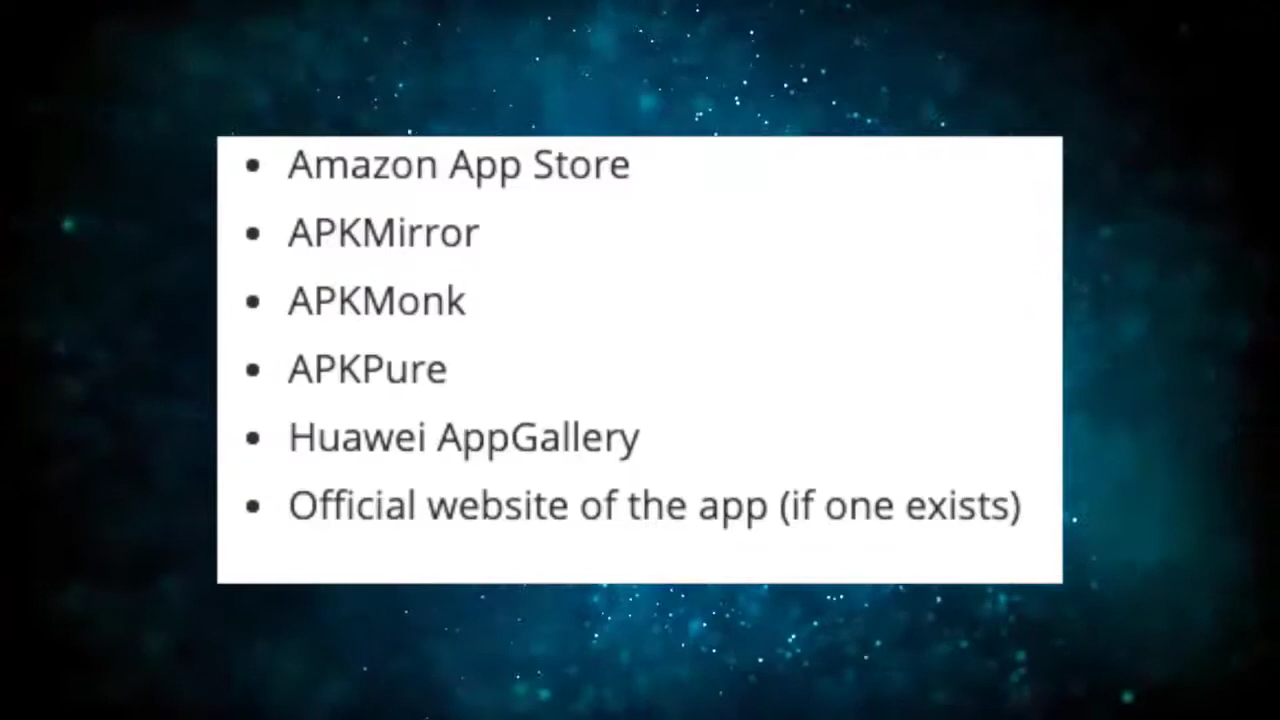 • Amazon App Store
• APKMirror
• APKMonk
• APKPure
• Huawei AppGallery
• Official website of the app (if one exists)